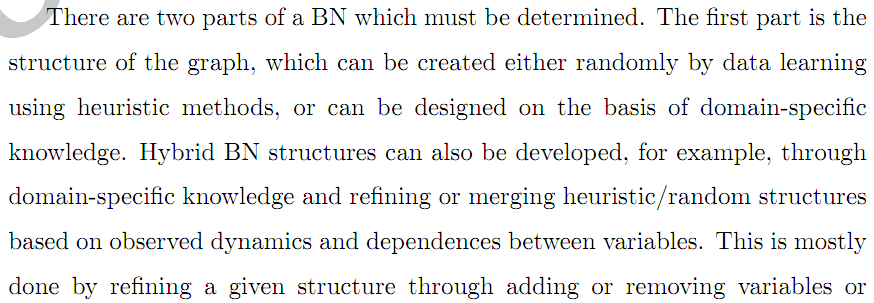 There are two parts of a BN which must be determined. The first part is the
structure of the graph, which can be created either randomly by data learning
using heuristic methods, or can be designed on the basis of domain-specific
knowledge. Hybrid BN structures can also be developed, for example, through
domain-specific knowledge and refining or merging heuristic/random structures
based on observed dynamics and dependences between variables. This is mostly
done by refining a given structure through adding or removing variables or